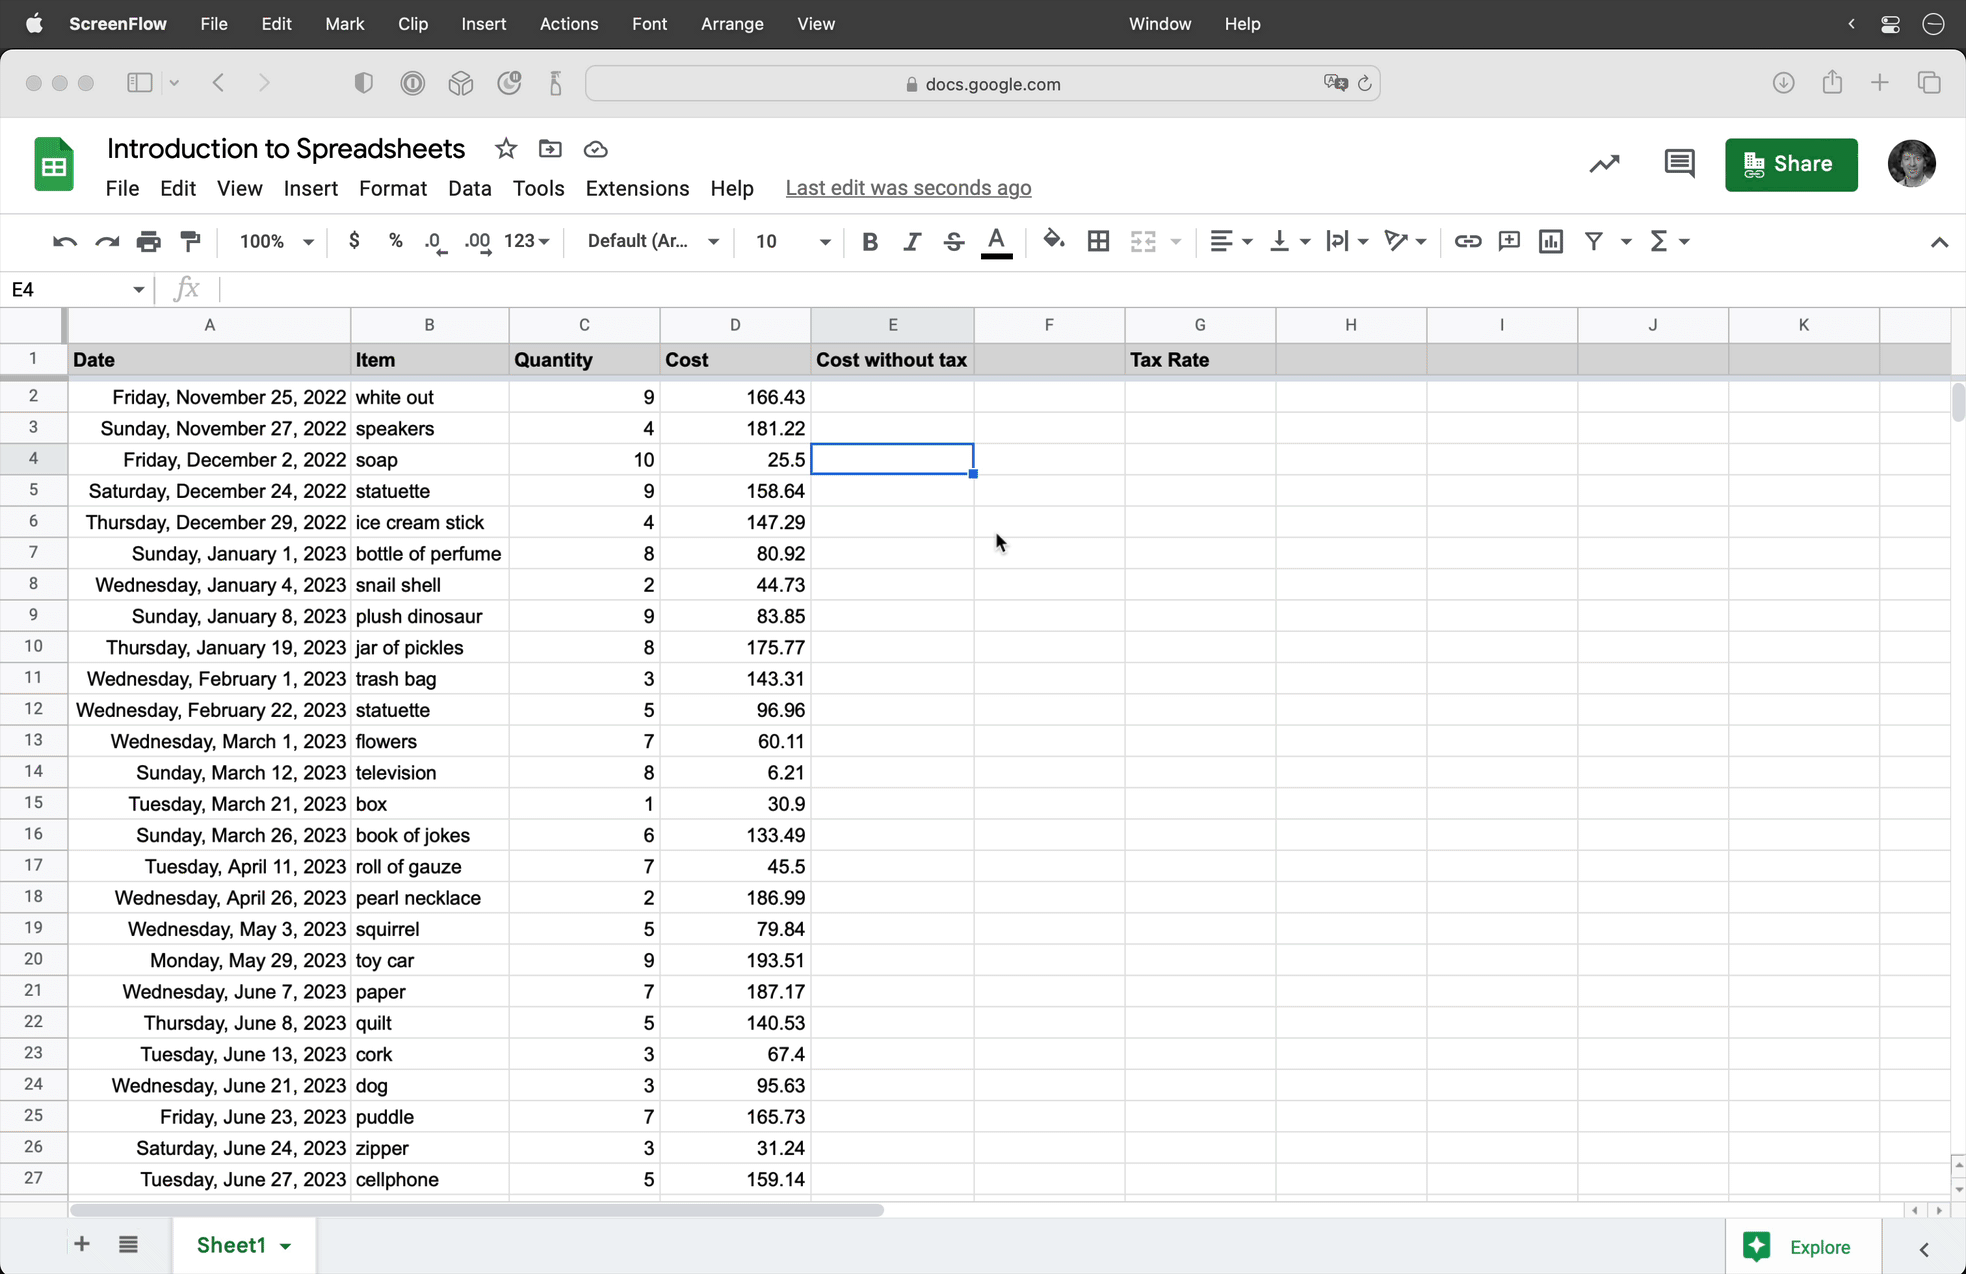 ScreenFlow File Edit Mark Clip Insert Actions Font Arrange View Window Help
docs.google.com
Introduction to Spreadsheets
File Edit View Insert Format Data Tools Extensions Help Last edit was seconds ago
Share
100% $ % .0 .00 123 Default (Ar... 10 B I S A
E4 fx
A B C D E F G H I J K
1 Date Item Quantity Cost Cost without tax Tax Rate
2 Friday, November 25, 2022 white out 9 166.43
3 Sunday, November 27, 2022 speakers 4 181.22
4 Friday, December 2, 2022 soap 10 25.5
5 Saturday, December 24, 2022 statuette 9 158.64
6 Thursday, December 29, 2022 ice cream stick 4 147.29
7 Sunday, January 1, 2023 bottle of perfume 8 80.92
8 Wednesday, January 4, 2023 snail shell 2 44.73
9 Sunday, January 8, 2023 plush dinosaur 9 83.85
10 Thursday, January 19, 2023 jar of pickles 8 175.77
11 Wednesday, February 1, 2023 trash bag 3 143.31
12 Wednesday, February 22, 2023 statuette 5 96.96
13 Wednesday, March 1, 2023 flowers 7 60.11
14 Sunday, March 12, 2023 television 8 6.21
15 Tuesday, March 21, 2023 box 1 30.9
16 Sunday, March 26, 2023 book of jokes 6 133.49
17 Tuesday, April 11, 2023 roll of gauze 7 45.5
18 Wednesday, April 26, 2023 pearl necklace 2 186.99
19 Wednesday, May 3, 2023 squirrel 5 79.84
20 Monday, May 29, 2023 toy car 9 193.51
21 Wednesday, June 7, 2023 paper 7 187.17
22 Thursday, June 8, 2023 quilt 5 140.53
23 Tuesday, June 13, 2023 cork 3 67.4
24 Wednesday, June 21, 2023 dog 3 95.63
25 Friday, June 23, 2023 puddle 7 165.73
26 Saturday, June 24, 2023 zipper 3 31.24
27 Tuesday, June 27, 2023 cellphone 5 159.14
Sheet1 Explore